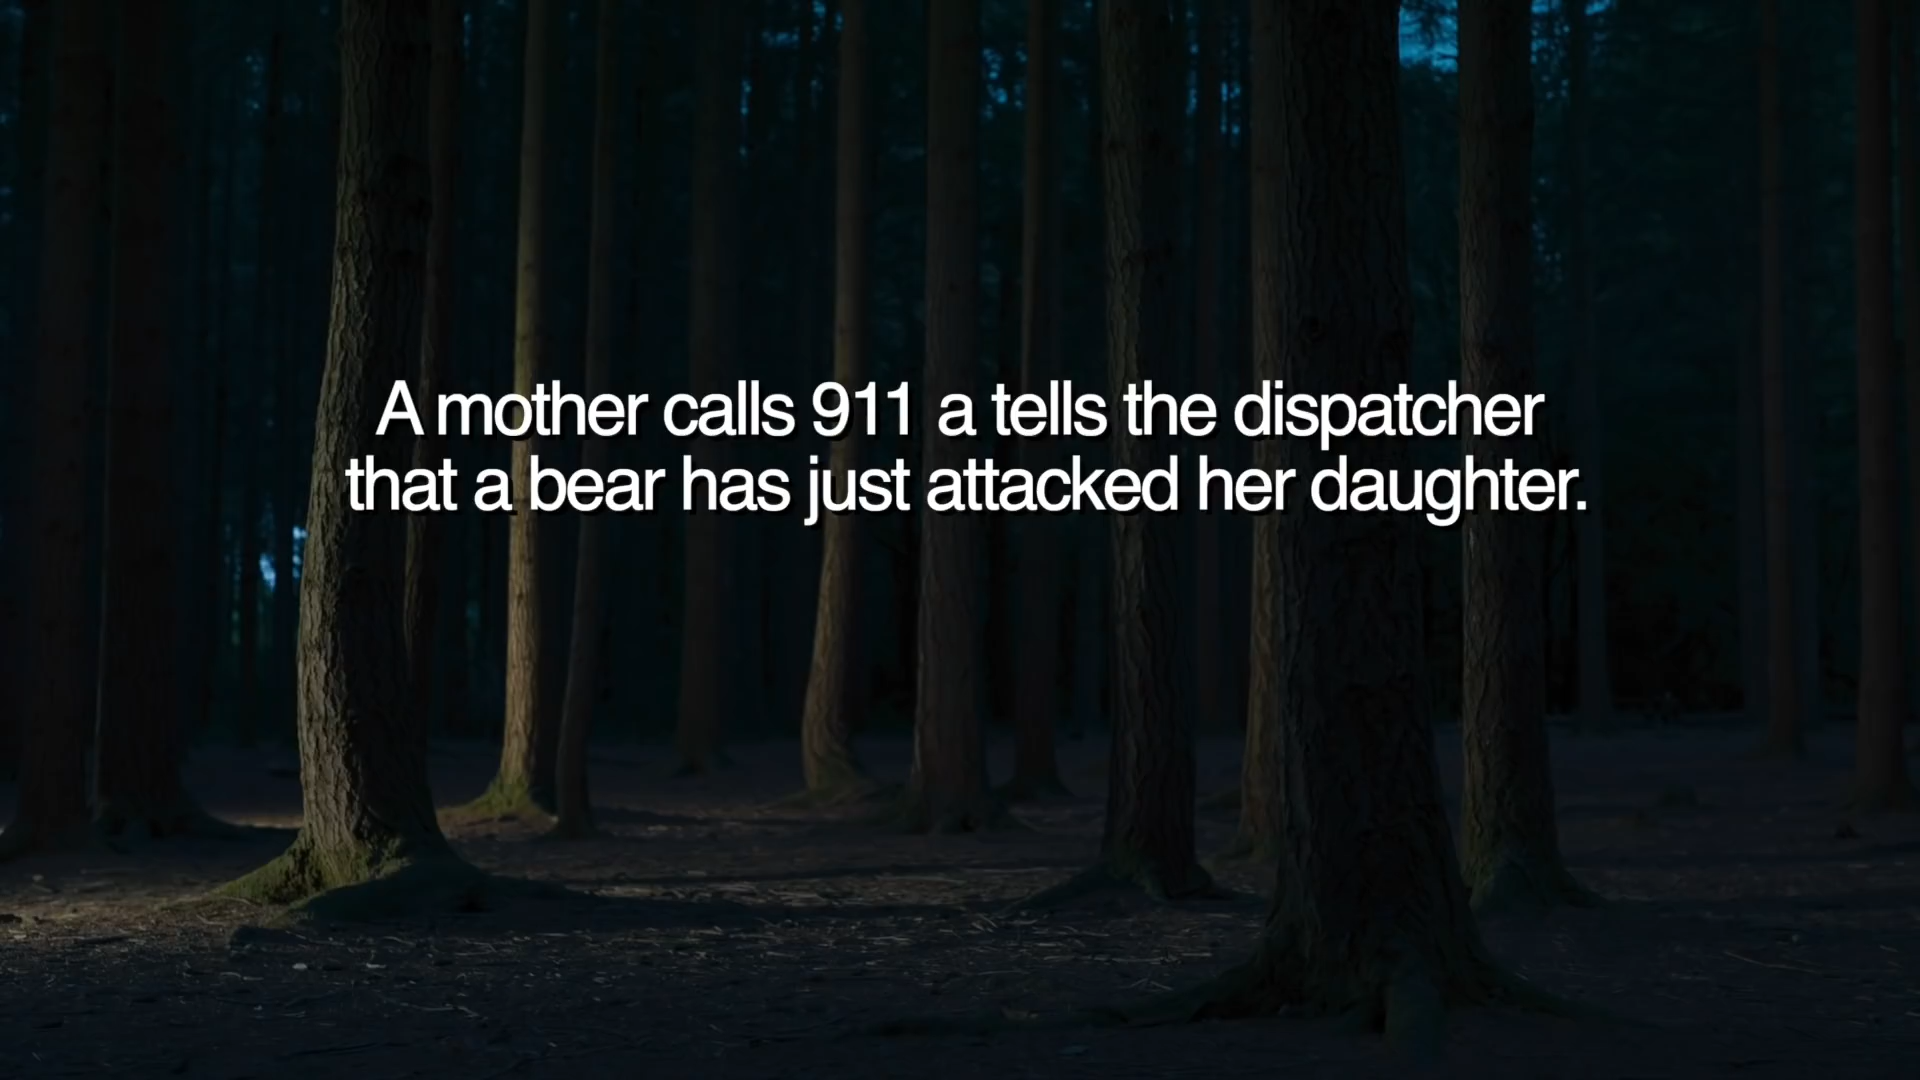 A mother calls 911 a tells the dispatcher
that a bear has just attacked her daughter.